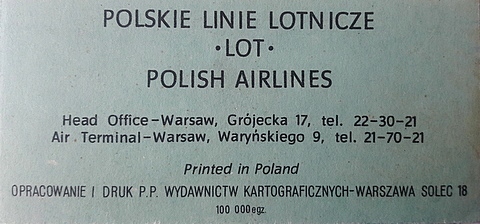 POLSKIE LINIE LOTNICZE
·LOT·
POLISH AIRLINES
Head Office–Warsaw, Grójecka 17, tel. 22–30–21
Air Terminal–Warsaw, Waryńskiego 9, tel. 21–70–21
Printed in Poland
OPRACOWANIE I DRUK P.P. WYDAWNICTW KARTOGRAFICZNYCH–WARSZAWA SOLEC 18
100 000egz.